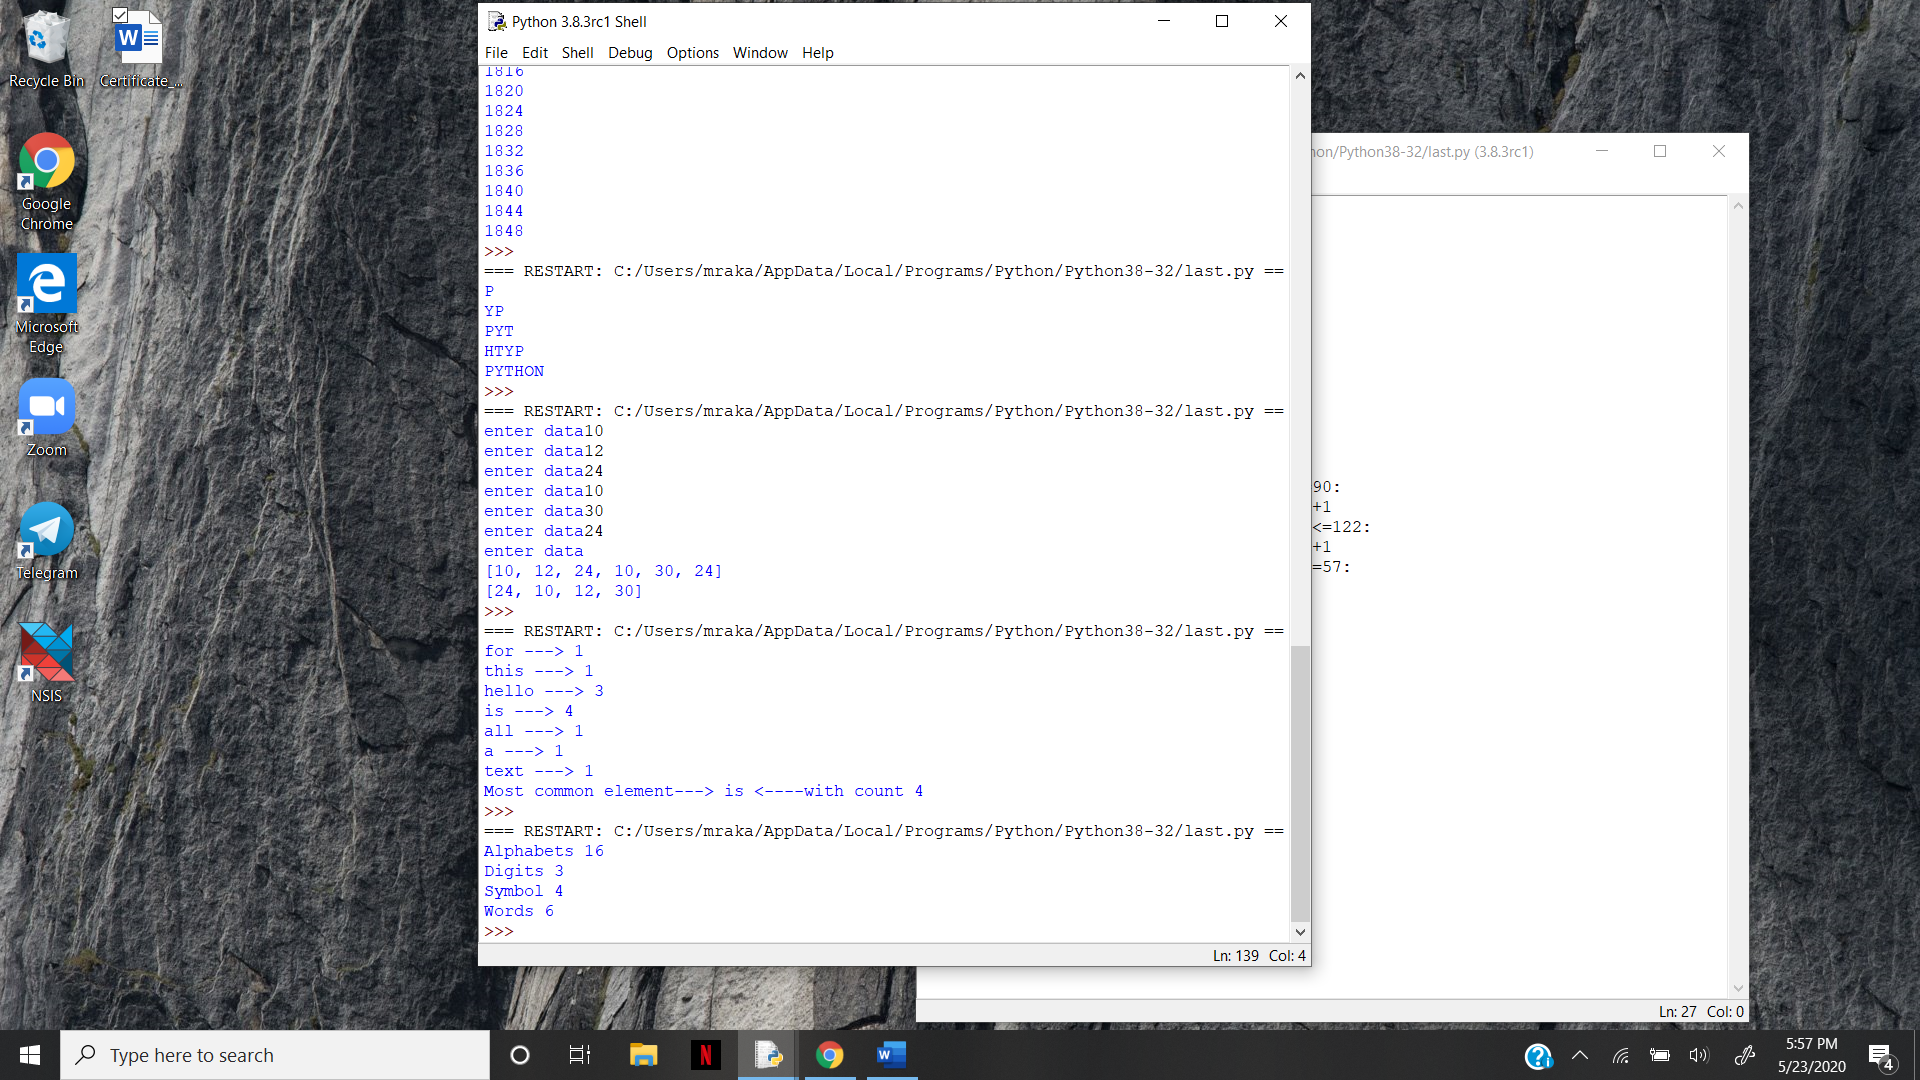 Recycle Bin
Certificate_...
Google
Chrome
Microsoft
Edge
Zoom
Telegram
NSIS
Python 3.8.3rc1 Shell
File Edit Shell Debug Options Window Help
1816
1820
1824
1828
1832
1836
1840
1844
1848
>>>
=== RESTART: C:/Users/mraka/AppData/Local/Programs/Python/Python38-32/last.py ==
P
YP
PYT
HTYP
PYTHON
>>>
=== RESTART: C:/Users/mraka/AppData/Local/Programs/Python/Python38-32/last.py ==
enter data10
enter data12
enter data24
enter data10
enter data30
enter data24
enter data
[10, 12, 24, 10, 30, 24]
[24, 10, 12, 30]
>>>
=== RESTART: C:/Users/mraka/AppData/Local/Programs/Python/Python38-32/last.py ==
for ---> 1
this ---> 1
hello ---> 3
is ---> 4
all ---> 1
a ---> 1
text ---> 1
Most common element---> is <----with count 4
>>>
=== RESTART: C:/Users/mraka/AppData/Local/Programs/Python/Python38-32/last.py ==
Alphabets 16
Digits 3
Symbol 4
Words 6
>>>
Ln: 139 Col: 4
on/Python38-32/last.py (3.8.3rc1)
90:
+1
<=122:
+1
=57:
Ln: 27 Col: 0
Type here to search
5:57 PM
5/23/2020
4